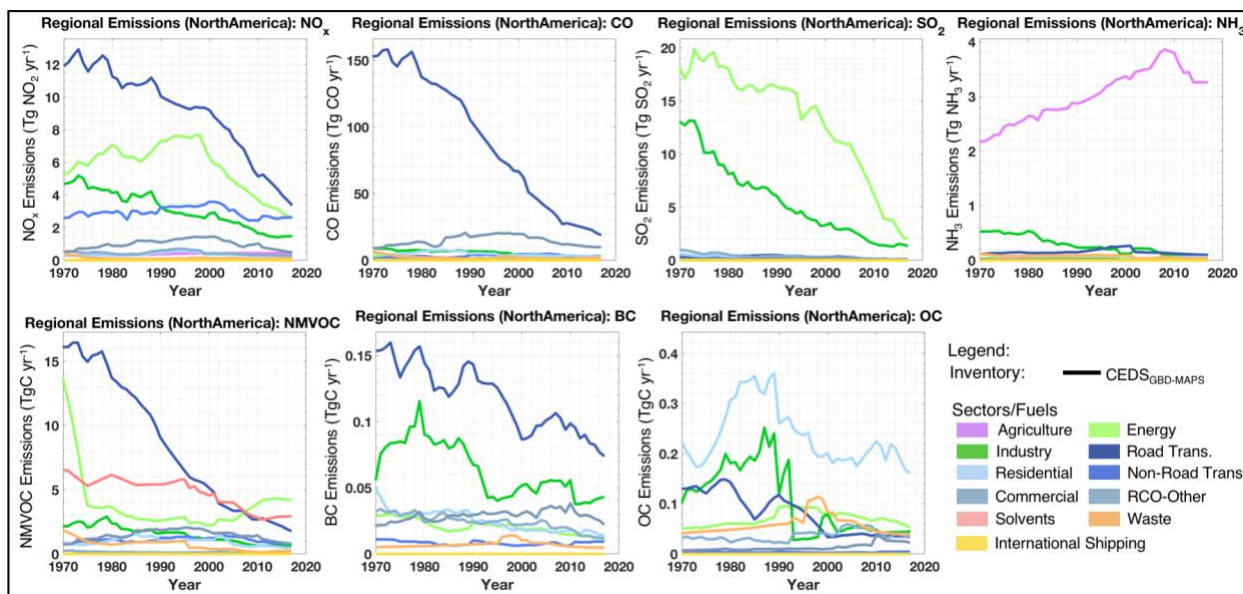 Regional Emissions (NorthAmerica): NOx
NOx Emissions (Tg NO2 yr-1)
14
12
10
8
6
4
2
0
1970 1980 1990 2000 2010 2020
Year
Regional Emissions (NorthAmerica): CO
CO Emissions (Tg CO yr-1)
150
100
50
0
1970 1980 1990 2000 2010 2020
Year
Regional Emissions (NorthAmerica): SO2
SO2 Emissions (Tg SO2 yr-1)
20
15
10
5
0
1970 1980 1990 2000 2010 2020
Year
Regional Emissions (NorthAmerica): NH3
NH3 Emissions (Tg NH3 yr-1)
4
3
2
1
0
1970 1980 1990 2000 2010 2020
Year
Regional Emissions (NorthAmerica): NMVOC
NMVOC Emissions (TgC yr-1)
15
10
5
0
1970 1980 1990 2000 2010 2020
Year
Regional Emissions (NorthAmerica): BC
BC Emissions (TgC yr-1)
0.15
0.1
0.05
0
1970 1980 1990 2000 2010 2020
Year
Regional Emissions (NorthAmerica): OC
OC Emissions (TgC yr-1)
0.4
0.3
0.2
0.1
0
1970 1980 1990 2000 2010 2020
Year
Legend:
Inventory: CEDSGBD-MAPS
Sectors/Fuels
Agriculture Energy
Industry Road Trans.
Residential Non-Road Trans
Commercial RCO-Other
Solvents Waste
International Shipping